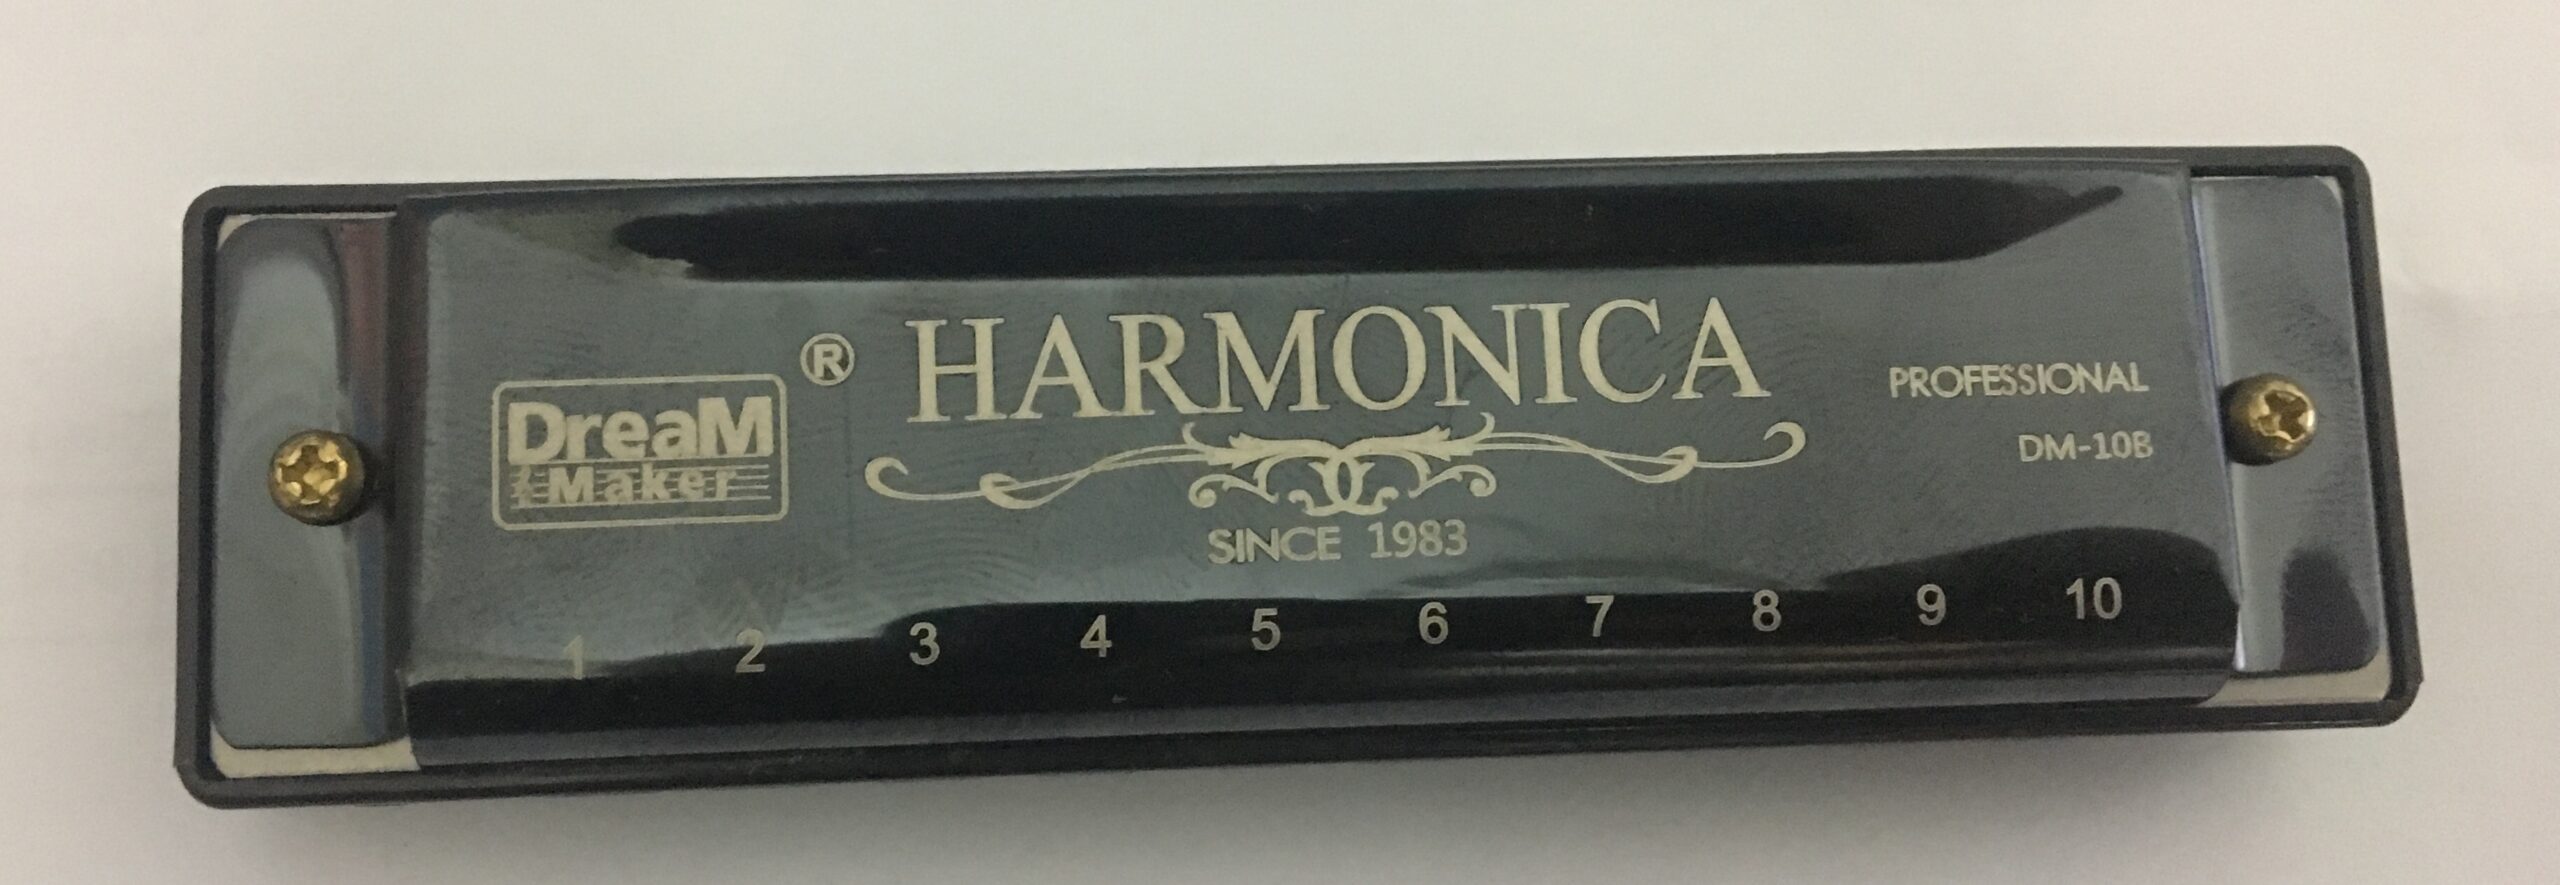 DreaM
Maker
®
HARMONICA
SINCE 1983
PROFESSIONAL
DM-10B
1 2 3 4 5 6 7 8 9 10